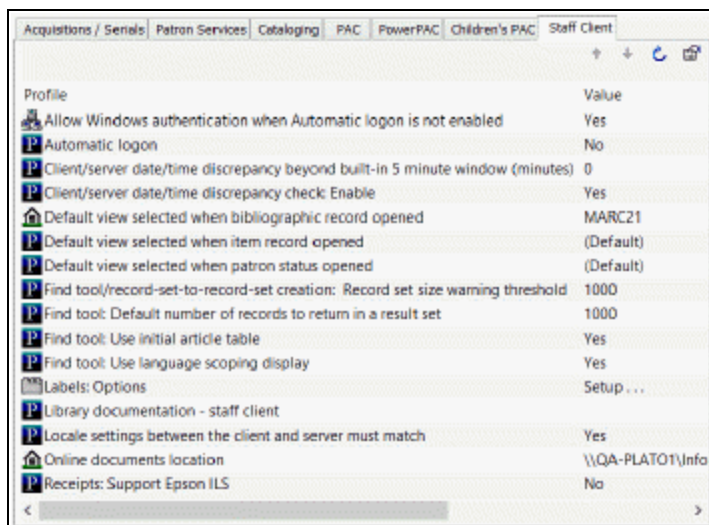 Acquisitions / Serials Patron Services Cataloging PAC PowerPAC Children's PAC Staff Client
Profile Value
Allow Windows authentication when Automatic logon is not enabled Yes
Automatic logon No
Client/server date/time discrepancy beyond built-in 5 minute window (minutes) 0
Client/server date/time discrepancy check: Enable Yes
Default view selected when bibliographic record opened MARC21
Default view selected when item record opened (Default)
Default view selected when patron status opened (Default)
Find tool/record-set-to-record-set creation: Record set size warning threshold 1000
Find tool: Default number of records to return in a result set 1000
Find tool: Use initial article table Yes
Find tool: Use language scoping display Yes
Labels: Options Setup . . .
Library documentation - staff client
Locale settings between the client and server must match Yes
Online documents location \\QA-PLATO1\Info
Receipts: Support Epson ILS No